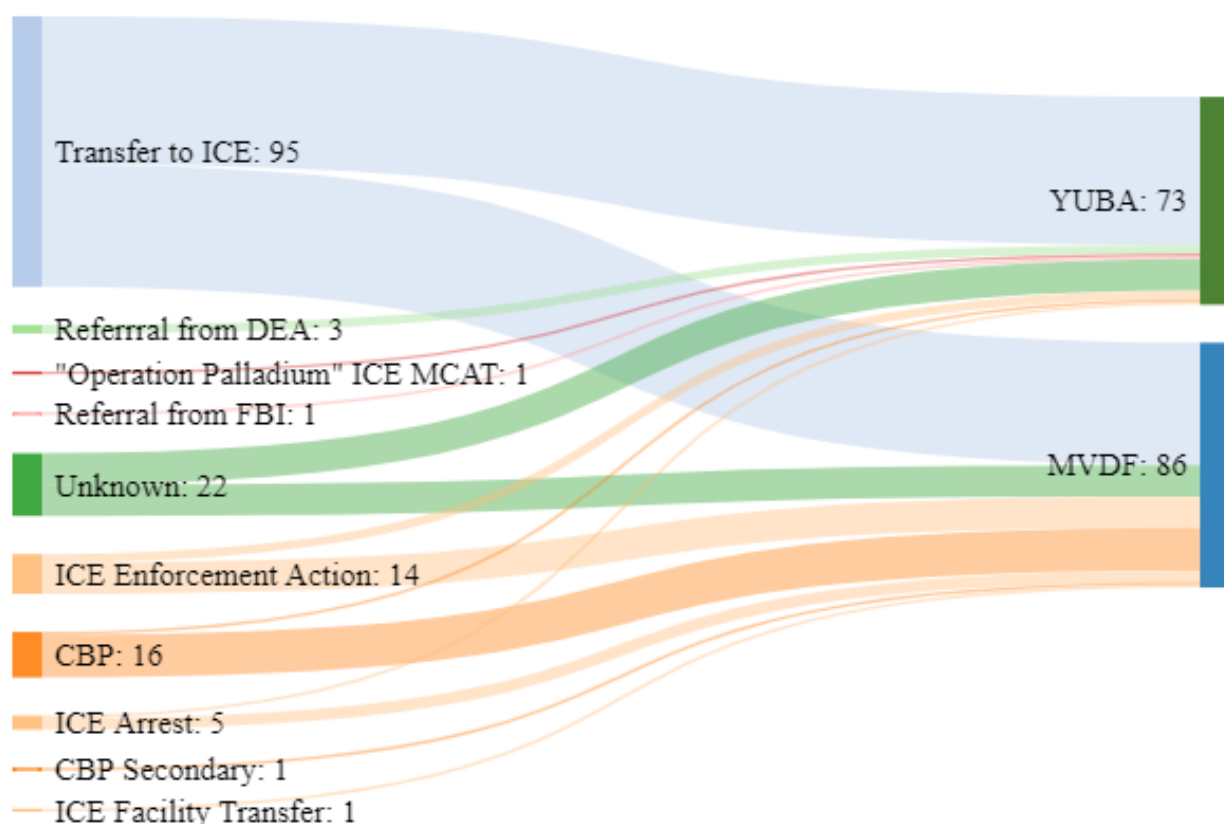 Transfer to ICE: 95
YUBA: 73
Referrral from DEA: 3
"Operation Palladium" ICE MCAT: 1
Referral from FBI: 1
MVDF: 86
Unknown: 22
ICE Enforcement Action: 14
CBP: 16
ICE Arrest: 5
CBP Secondary: 1
ICE Facility Transfer: 1